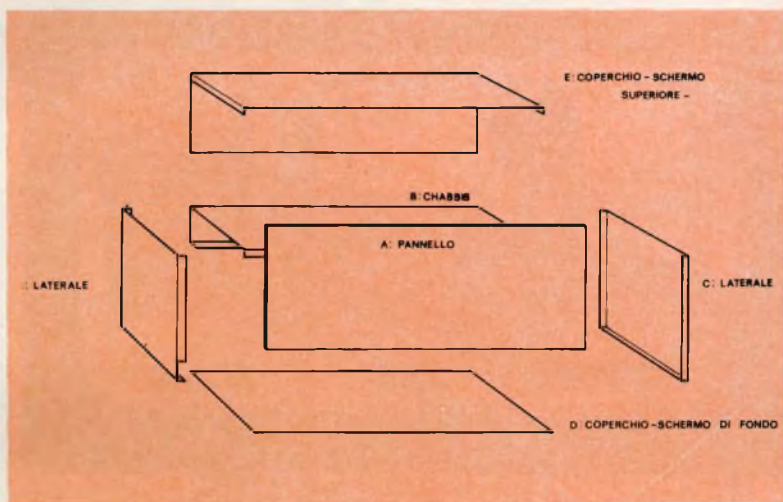 E: COPERCHIO - SCHERMO
SUPERIORE -
B: CHASSIS
A: PANNELLO
: LATERALE
C: LATERALE
D COPERCHIO-SCHERMO DI FONDO